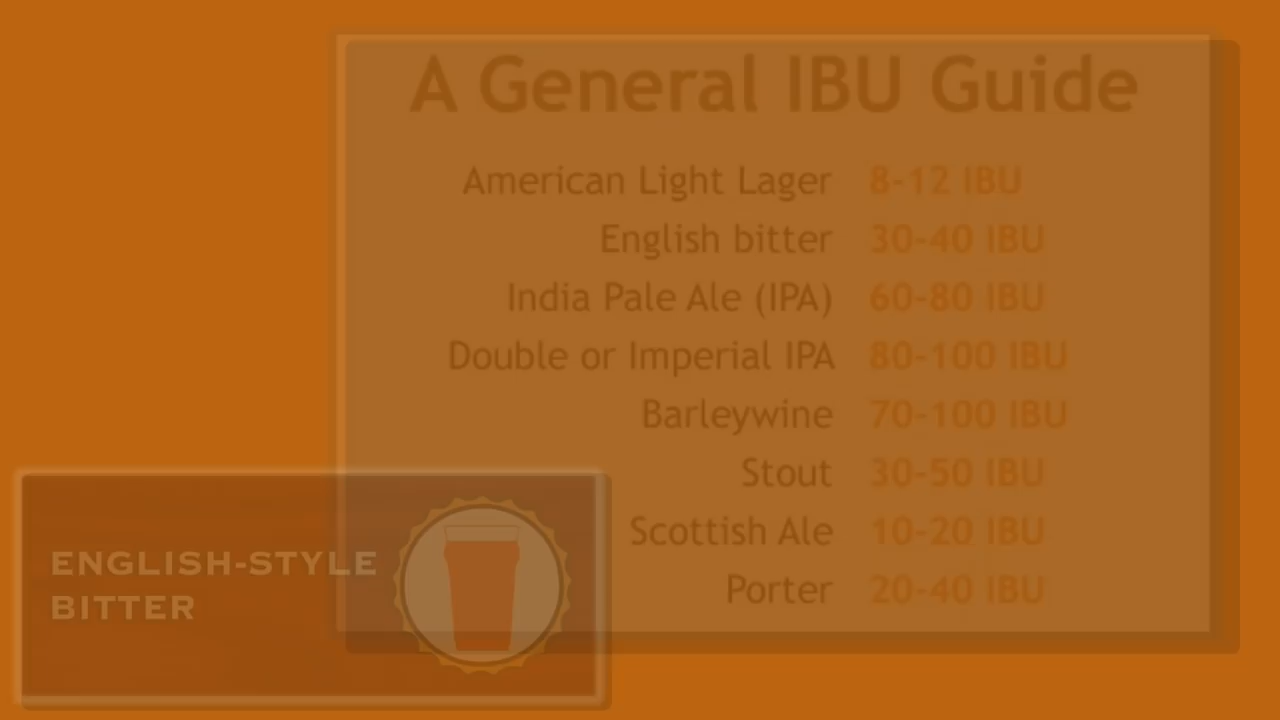 A General IBU Guide
American Light Lager 8-12 IBU
English bitter 30-40 IBU
India Pale Ale (IPA) 60-80 IBU
Double or Imperial IPA 80-100 IBU
Barleywine 70-100 IBU
Stout 30-50 IBU
Scottish Ale 10-20 IBU
Porter 20-40 IBU
ENGLISH-STYLE
BITTER